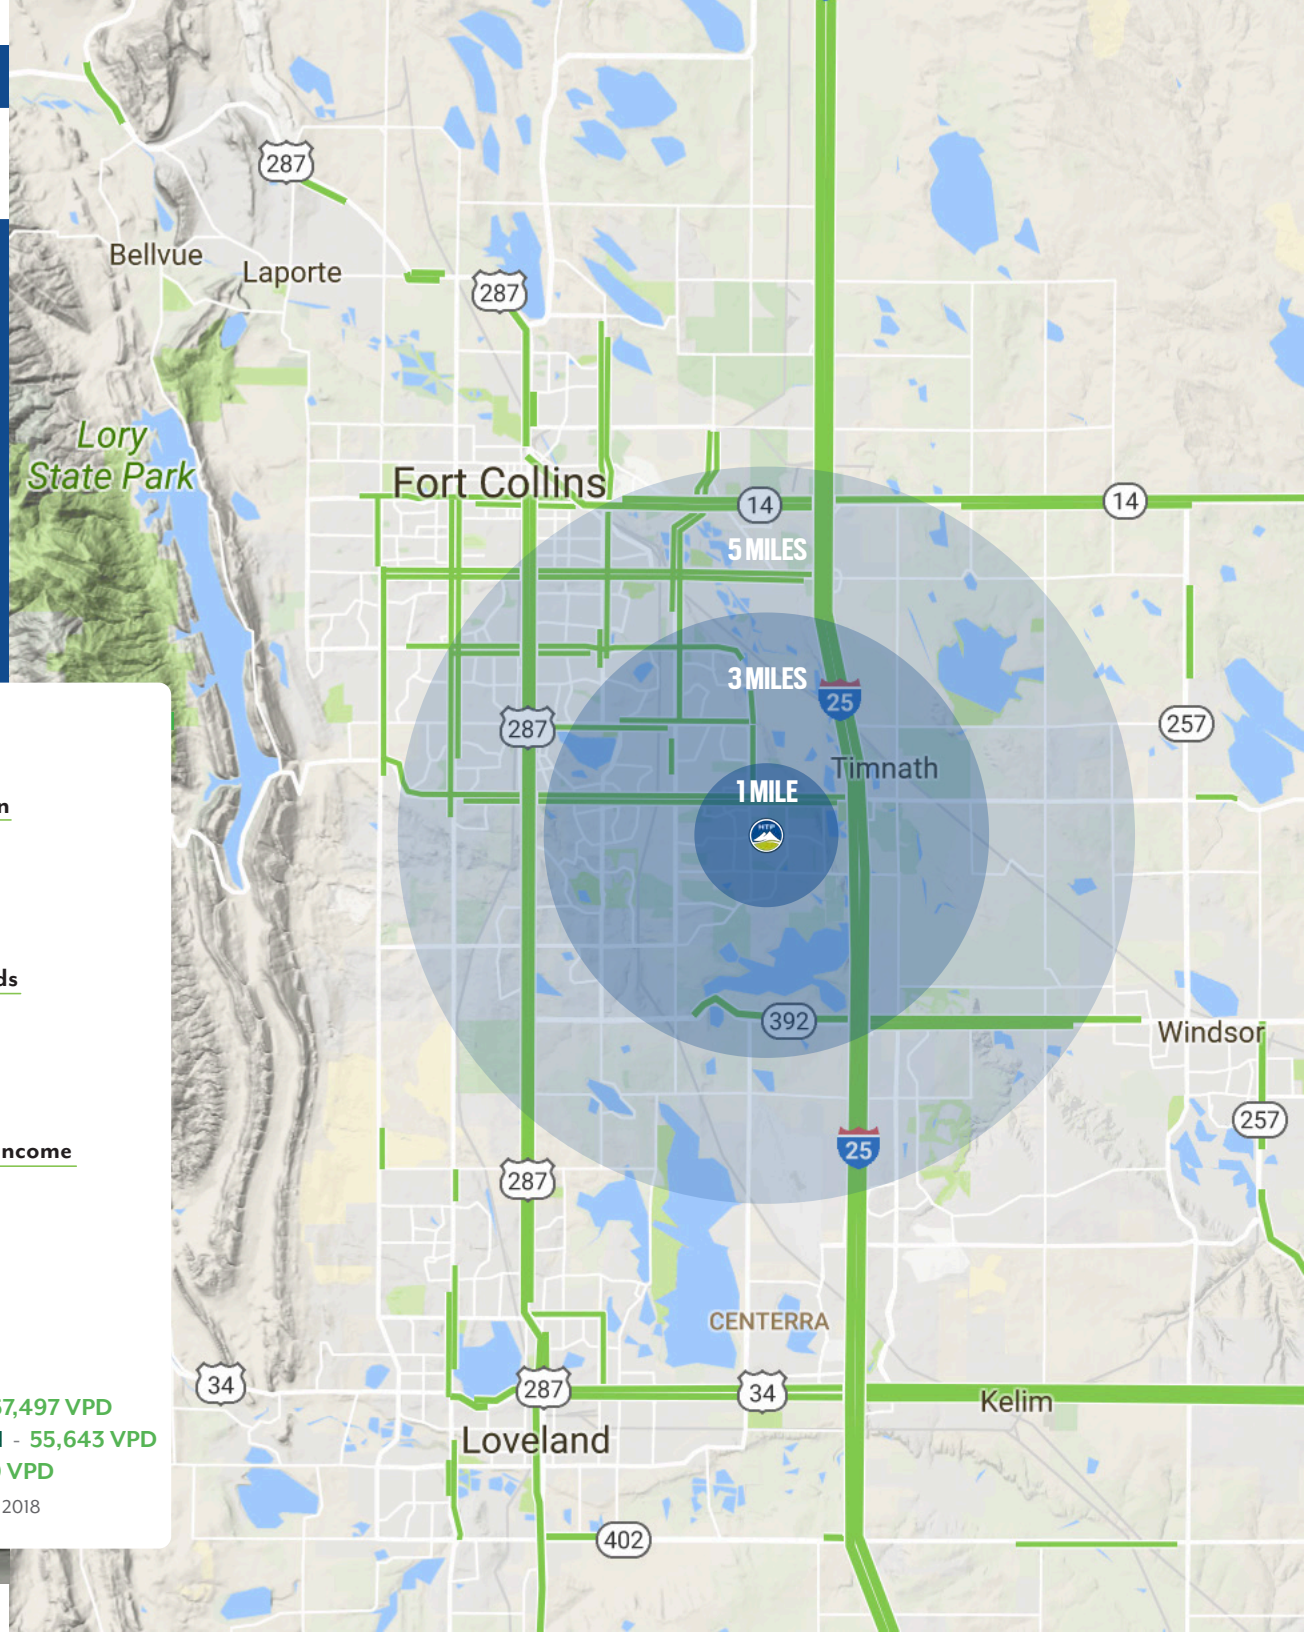 287
Bellvue
Laporte
287
Lory
State Park
Fort Collins
14
14
5 MILES
3 MILES
25
287
257
Timnath
1 MILE
HTP
392
Windsor
257
25
287
CENTERRA
34
287
34
Kelim
Loveland
402
ncome
7,497 VPD
- 55,643 VPD
VPD
2018